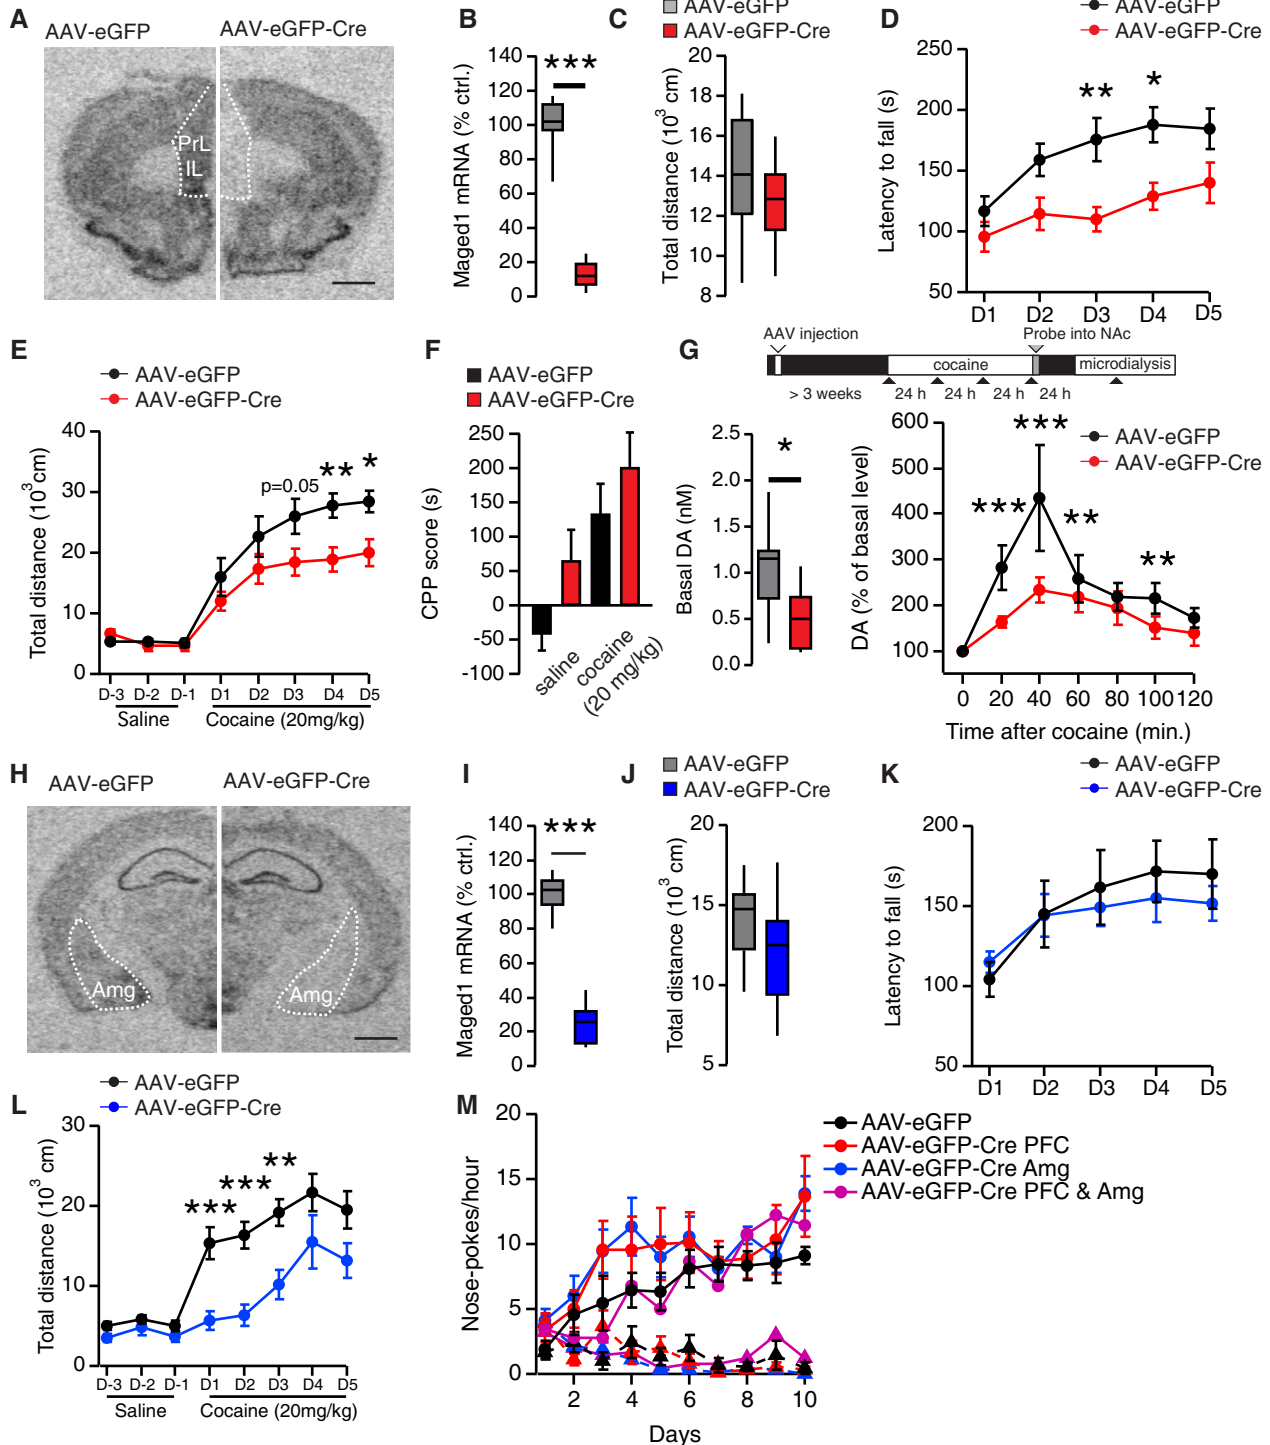 A
AAV-eGFP
AAV-eGFP-Cre
PrL
IL
B
Maged1 mRNA (% ctrl.)
140
120
100
80
60
40
20
0
***
C
AAV-eGFP
AAV-eGFP-Cre
Total distance (10³ cm)
20
18
16
14
12
10
8
D
AAV-eGFP
AAV-eGFP-Cre
Latency to fall (s)
250
200
150
100
50
** *
D1 D2 D3 D4 D5
E
AAV-eGFP
AAV-eGFP-Cre
Total distance (10³ cm)
40
30
20
10
0
p=0.05 ** *
D-3 D-2 D-1 D1 D2 D3 D4 D5
Saline Cocaine (20mg/kg)
F
AAV-eGFP
AAV-eGFP-Cre
CPP score (s)
250
200
150
100
50
0
-50
-100
saline
cocaine
(20 mg/kg)
G
AAV injection
Probe into NAc
cocaine
microdialysis
> 3 weeks 24 h 24 h 24 h 24 h
Basal DA (nM)
2.5
2.0
1.5
1.0
0.5
0.0
*
AAV-eGFP
AAV-eGFP-Cre
DA (% of basal level)
600
500
400
300
200
100
*** *** ** **
0 20 40 60 80 100 120
Time after cocaine (min.)
H
AAV-eGFP
AAV-eGFP-Cre
Amg
Amg
I
Maged1 mRNA (% ctrl.)
140
120
100
80
60
40
20
0
***
J
AAV-eGFP
AAV-eGFP-Cre
Total distance (10³ cm)
20
15
10
5
K
AAV-eGFP
AAV-eGFP-Cre
Latency to fall (s)
200
150
100
50
D1 D2 D3 D4 D5
L
AAV-eGFP
AAV-eGFP-Cre
Total distance (10³ cm)
30
20
10
0
*** *** **
D-3 D-2 D-1 D1 D2 D3 D4 D5
Saline Cocaine (20mg/kg)
M
AAV-eGFP
AAV-eGFP-Cre PFC
AAV-eGFP-Cre Amg
AAV-eGFP-Cre PFC & Amg
Nose-pokes/hour
20
15
10
5
0
2 4 6 8 10
Days